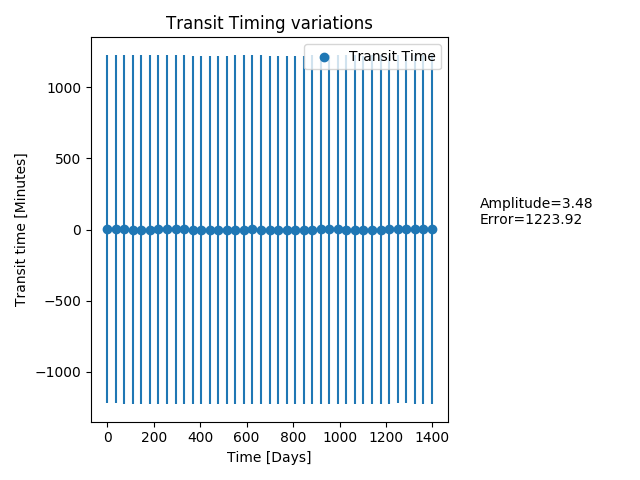 Transit Timing variations
Transit Time
1000
500
0
−500
−1000
Transit time [Minutes]
0 200 400 600 800 1000 1200 1400
Time [Days]
Amplitude=3.48
Error=1223.92